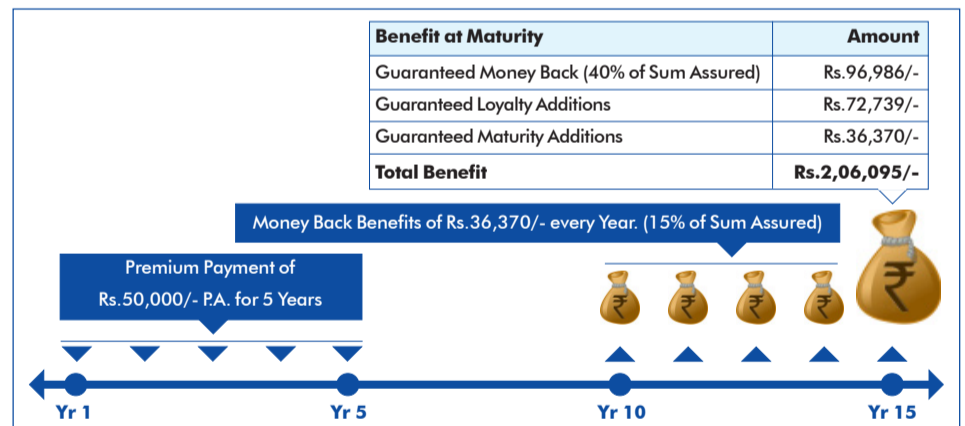 Benefit at Maturity Amount
Guaranteed Money Back (40% of Sum Assured) Rs.96,986/-
Guaranteed Loyalty Additions Rs.72,739/-
Guaranteed Maturity Additions Rs.36,370/-
Total Benefit Rs.2,06,095/-
Money Back Benefits of Rs.36,370/- every Year. (15% of Sum Assured)
Premium Payment of
Rs.50,000/- P.A. for 5 Years
₹ ₹ ₹ ₹ ₹
Yr 1 Yr 5 Yr 10 Yr 15